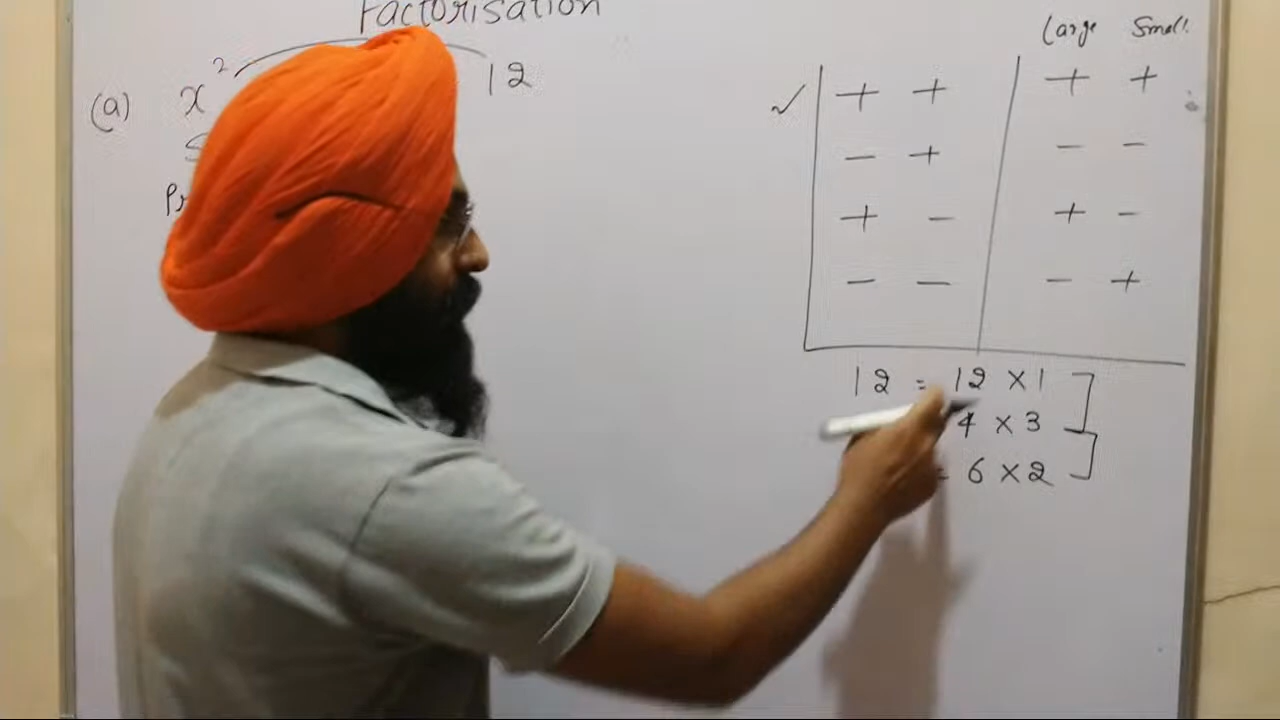 Factorisation
(a) x² 12
Large Small
✓ + + + +
- + - -
+ - + -
- - - +
12 = 12 × 1
4 × 3
= 6 × 2